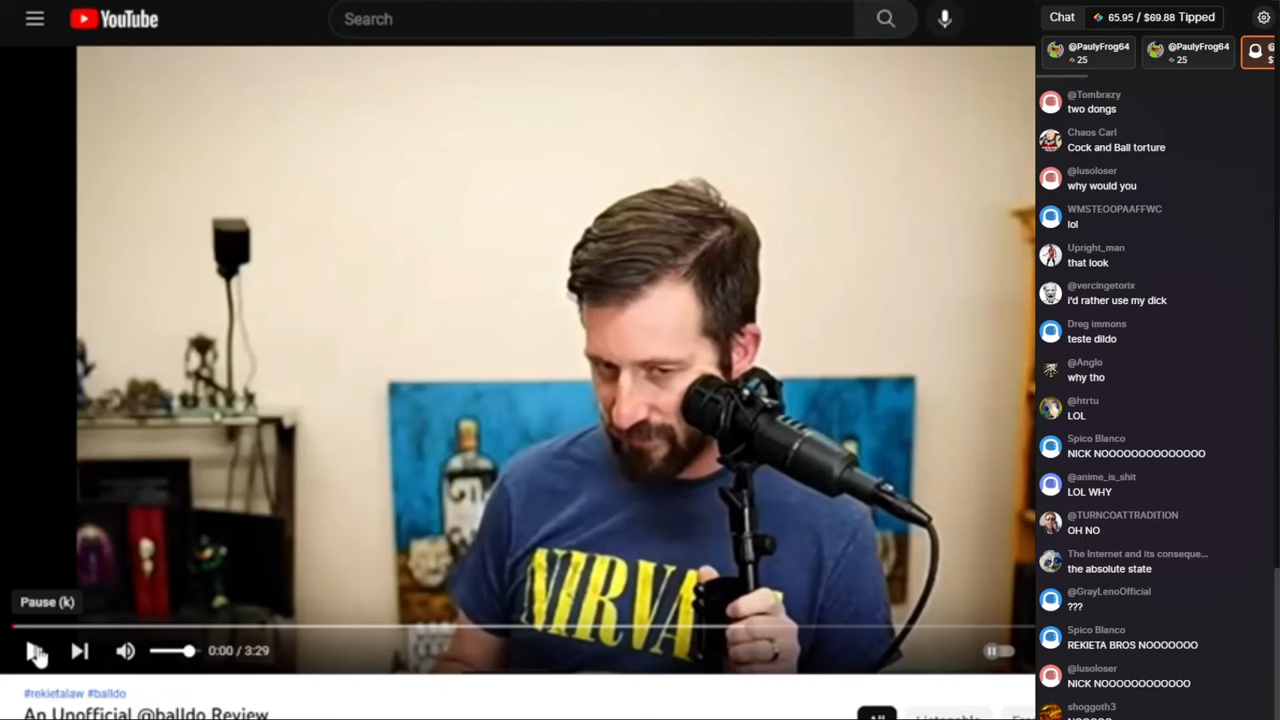 YouTube
Search
Chat
65.95 / $69.88 Tipped
@PaulyFrog64
25
@PaulyFrog64
25
@Tombrazy
two dongs
Chaos Carl
Cock and Ball torture
@lusoloser
why would you
WMSTEOOPAAFFWC
lol
Upright_man
that look
@vercingetorix
i'd rather use my dick
Dreg immons
teste dildo
@Anglo
why tho
@htrtu
LOL
Spico Blanco
NICK NOOOOOOOOOOOOOO
@anime_is_shit
LOL WHY
@TURNCOATTRADITION
OH NO
The Internet and its conseque...
the absolute state
@GrayLenoOfficial
???
Spico Blanco
REKIETA BROS NOOOOOOO
@lusoloser
NICK NOOOOOOOOOOOO
shoggoth3
NIRVA
Pause (k)
0:00 / 3:29
#rekietalaw #balldo
An Unofficial @balldo Review
All
Listenable